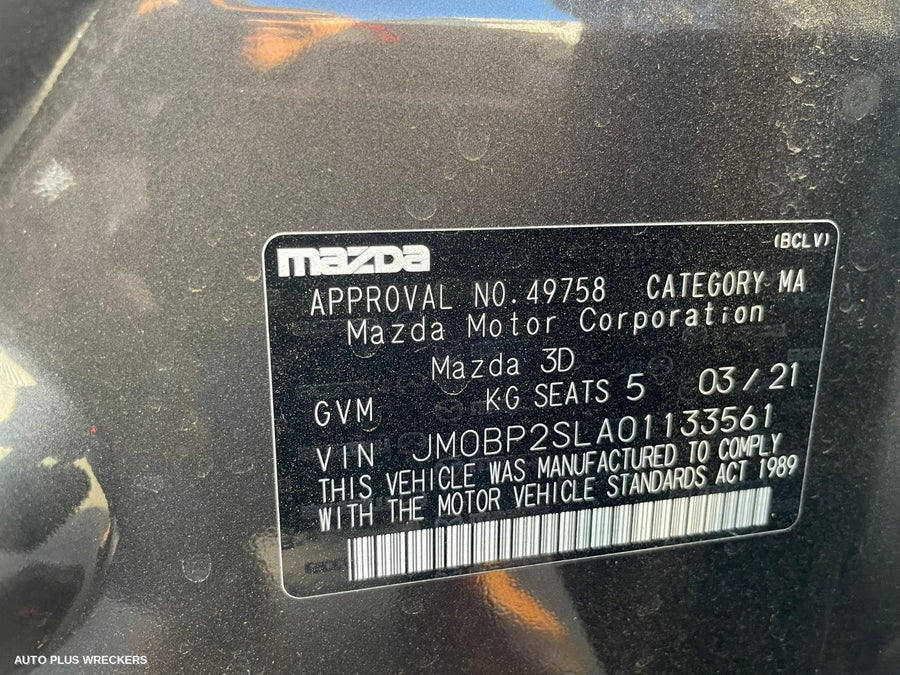 (BCLV)
mazda
APPROVAL NO. 49758 CATEGORY MA
Mazda Motor Corporation
Mazda 3D
GVM KG SEATS 5 03/21
VIN JM0BP2SLA01133561
THIS VEHICLE WAS MANUFACTURED TO COMPLY
WITH THE MOTOR VEHICLE STANDARDS ACT 1989
AUTO PLUS WRECKERS